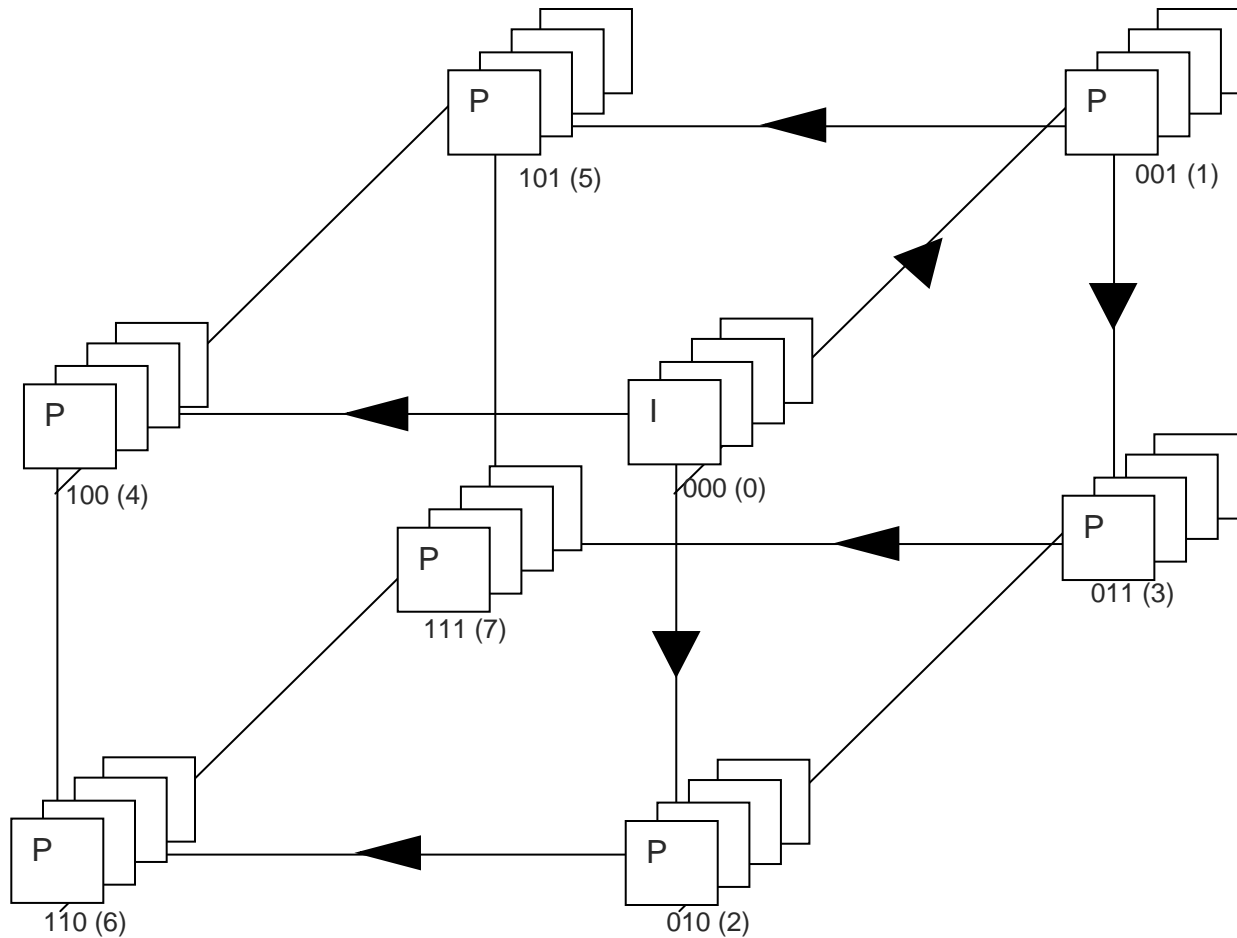 P
101 (5)
P
001 (1)
P
100 (4)
I
000 (0)
P
111 (7)
P
011 (3)
P
110 (6)
P
010 (2)